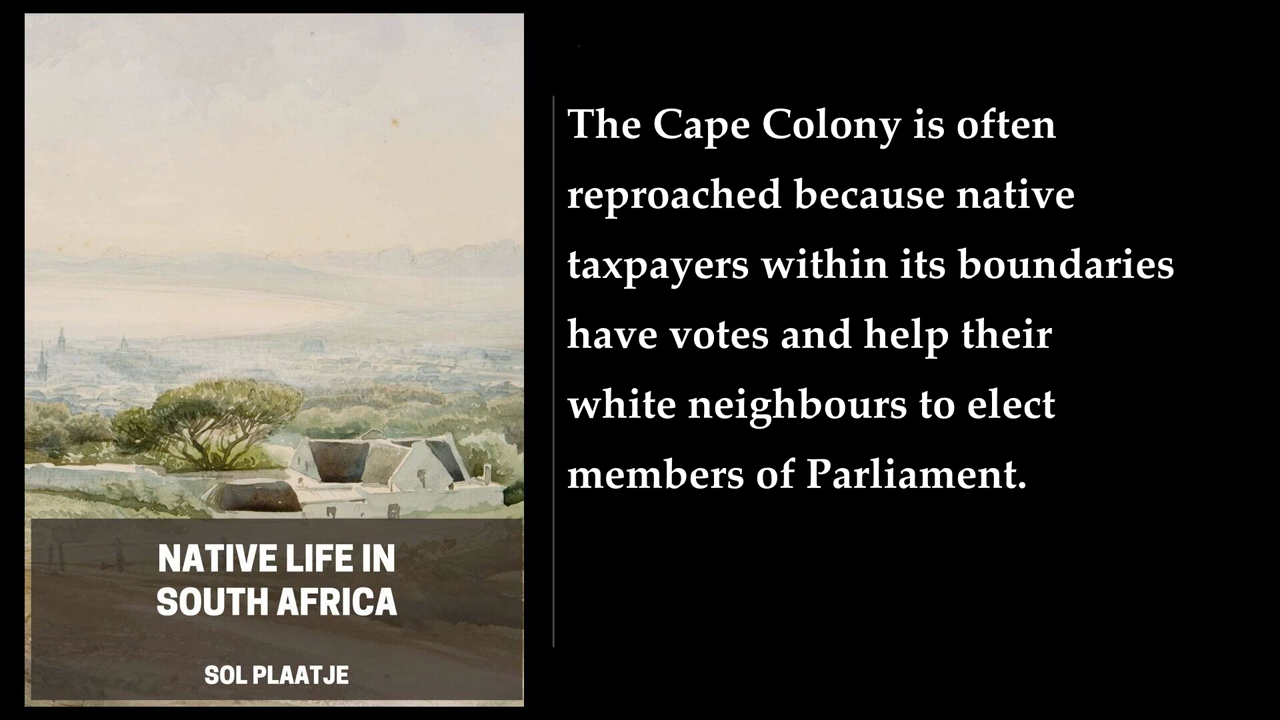 NATIVE LIFE IN
SOUTH AFRICA
SOL PLAATJE
The Cape Colony is often
reproached because native
taxpayers within its boundaries
have votes and help their
white neighbours to elect
members of Parliament.